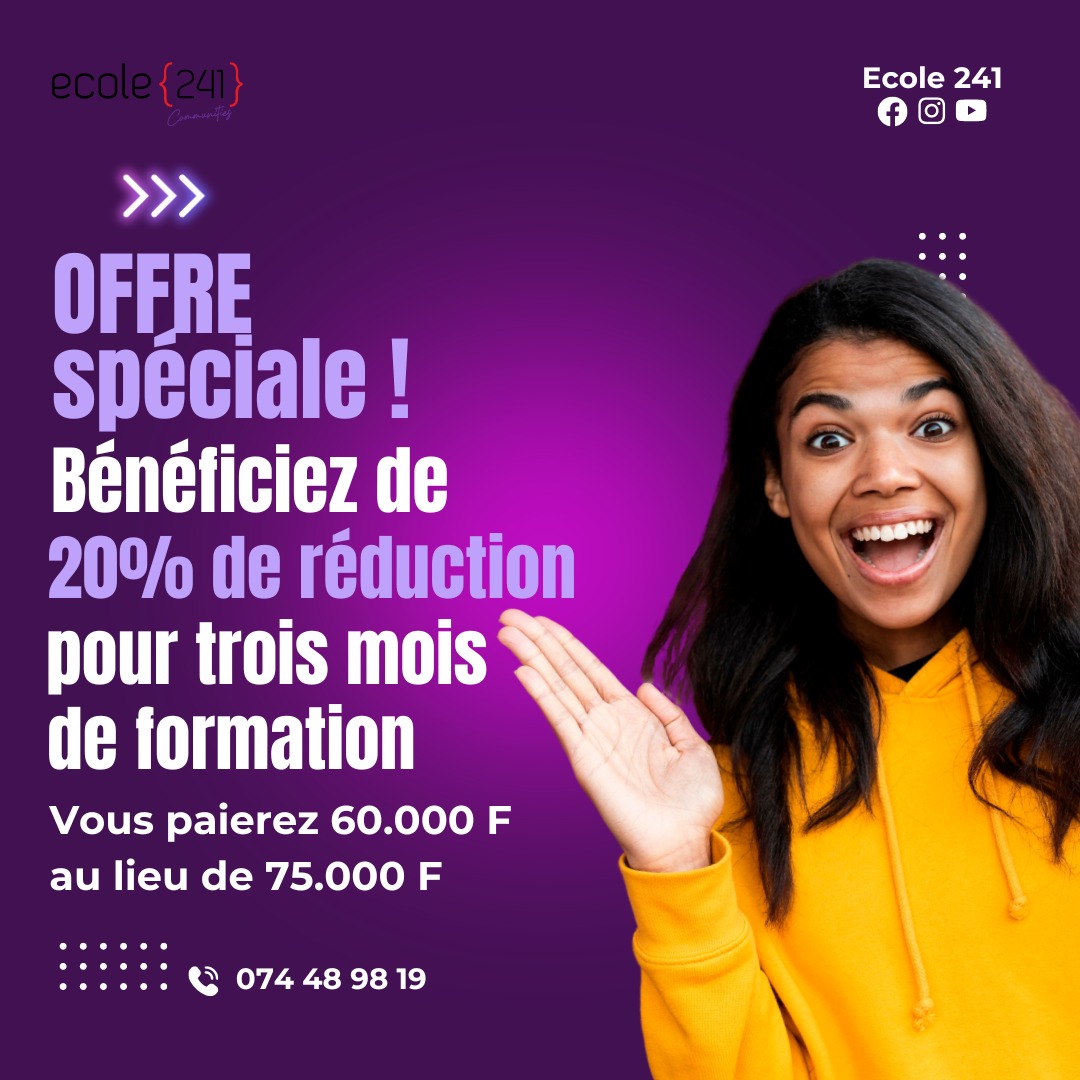 ecole {241}
Communities
Ecole 241
OFFRE
spéciale !
Bénéficiez de
20% de réduction
pour trois mois
de formation
Vous paierez 60.000 F
au lieu de 75.000 F
074 48 98 19